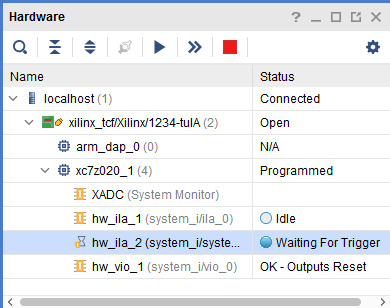 Hardware
Name Status
localhost (1) Connected
xilinx_tcf/Xilinx/1234-tulA (2) Open
arm_dap_0 (0) N/A
xc7z020_1 (4) Programmed
XADC (System Monitor)
hw_ila_1 (system_i/ila_0) Idle
hw_ila_2 (system_i/syste... Waiting For Trigger
hw_vio_1 (system_i/vio_0) OK - Outputs Reset